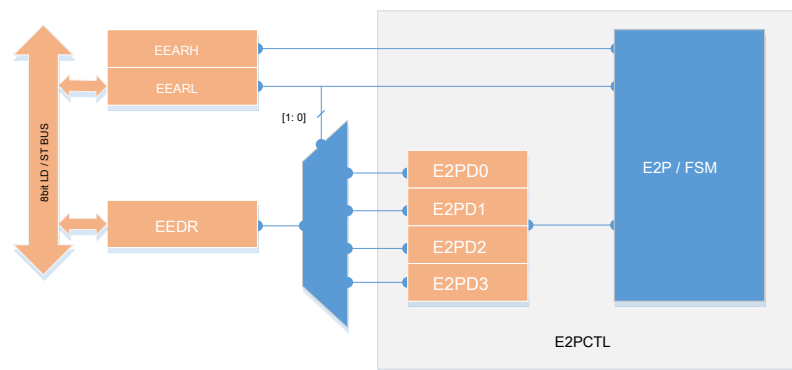 8bit LD / ST BUS
EEARH
EEARL
[1: 0]
EEDR
E2PD0
E2PD1
E2PD2
E2PD3
E2P / FSM
E2PCTL